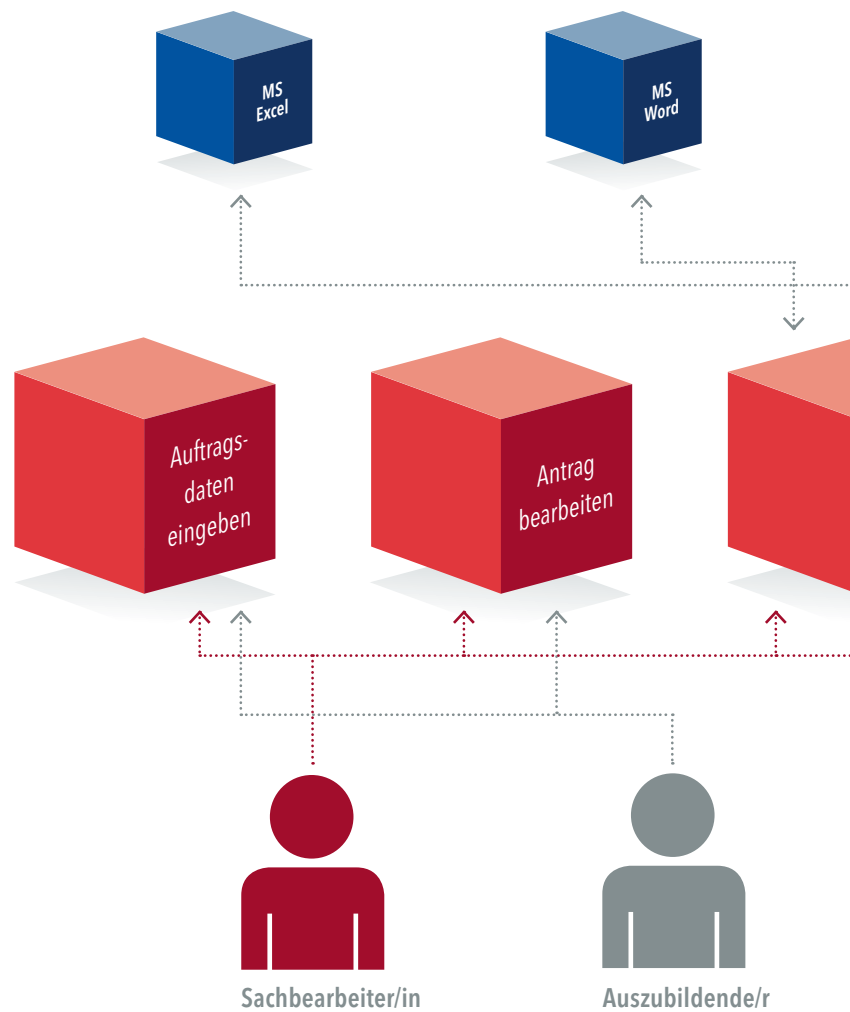 MS
Excel
MS
Word
Auftrags-
daten
eingeben
Antrag
bearbeiten
Sachbearbeiter/in
Auszubildende/r